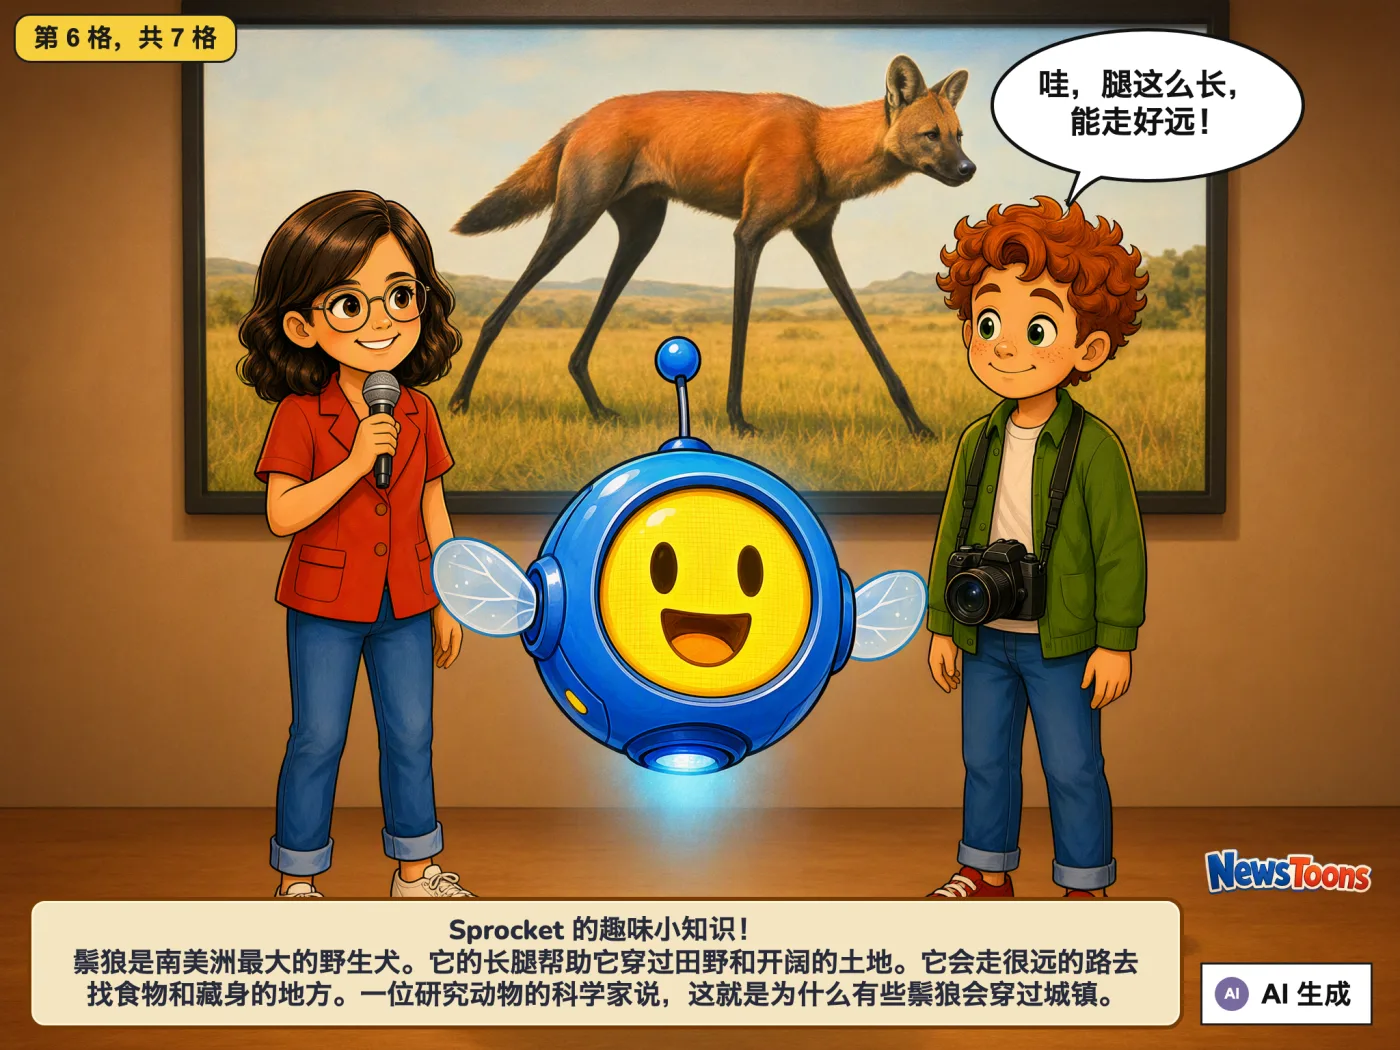 第 6 格，共 7 格
哇，腿这么长，
能走好远！
Sprocket 的趣味小知识！
鬃狼是南美洲最大的野生犬。它的长腿帮助它穿过田野和开阔的土地。它会走很远的路去
找食物和藏身的地方。一位研究动物的科学家说，这就是为什么有些鬃狼会穿过城镇。
NewsToons
AI AI 生成